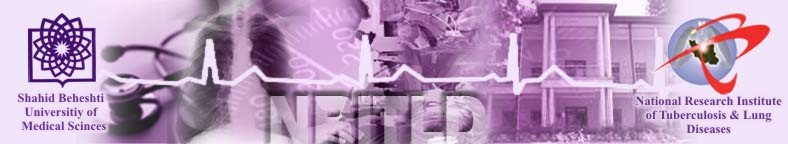 Shahid Beheshti
Universitiy of
Medical Scinces
NRITLD
National Research Institute
of Tuberculosis & Lung
Diseases